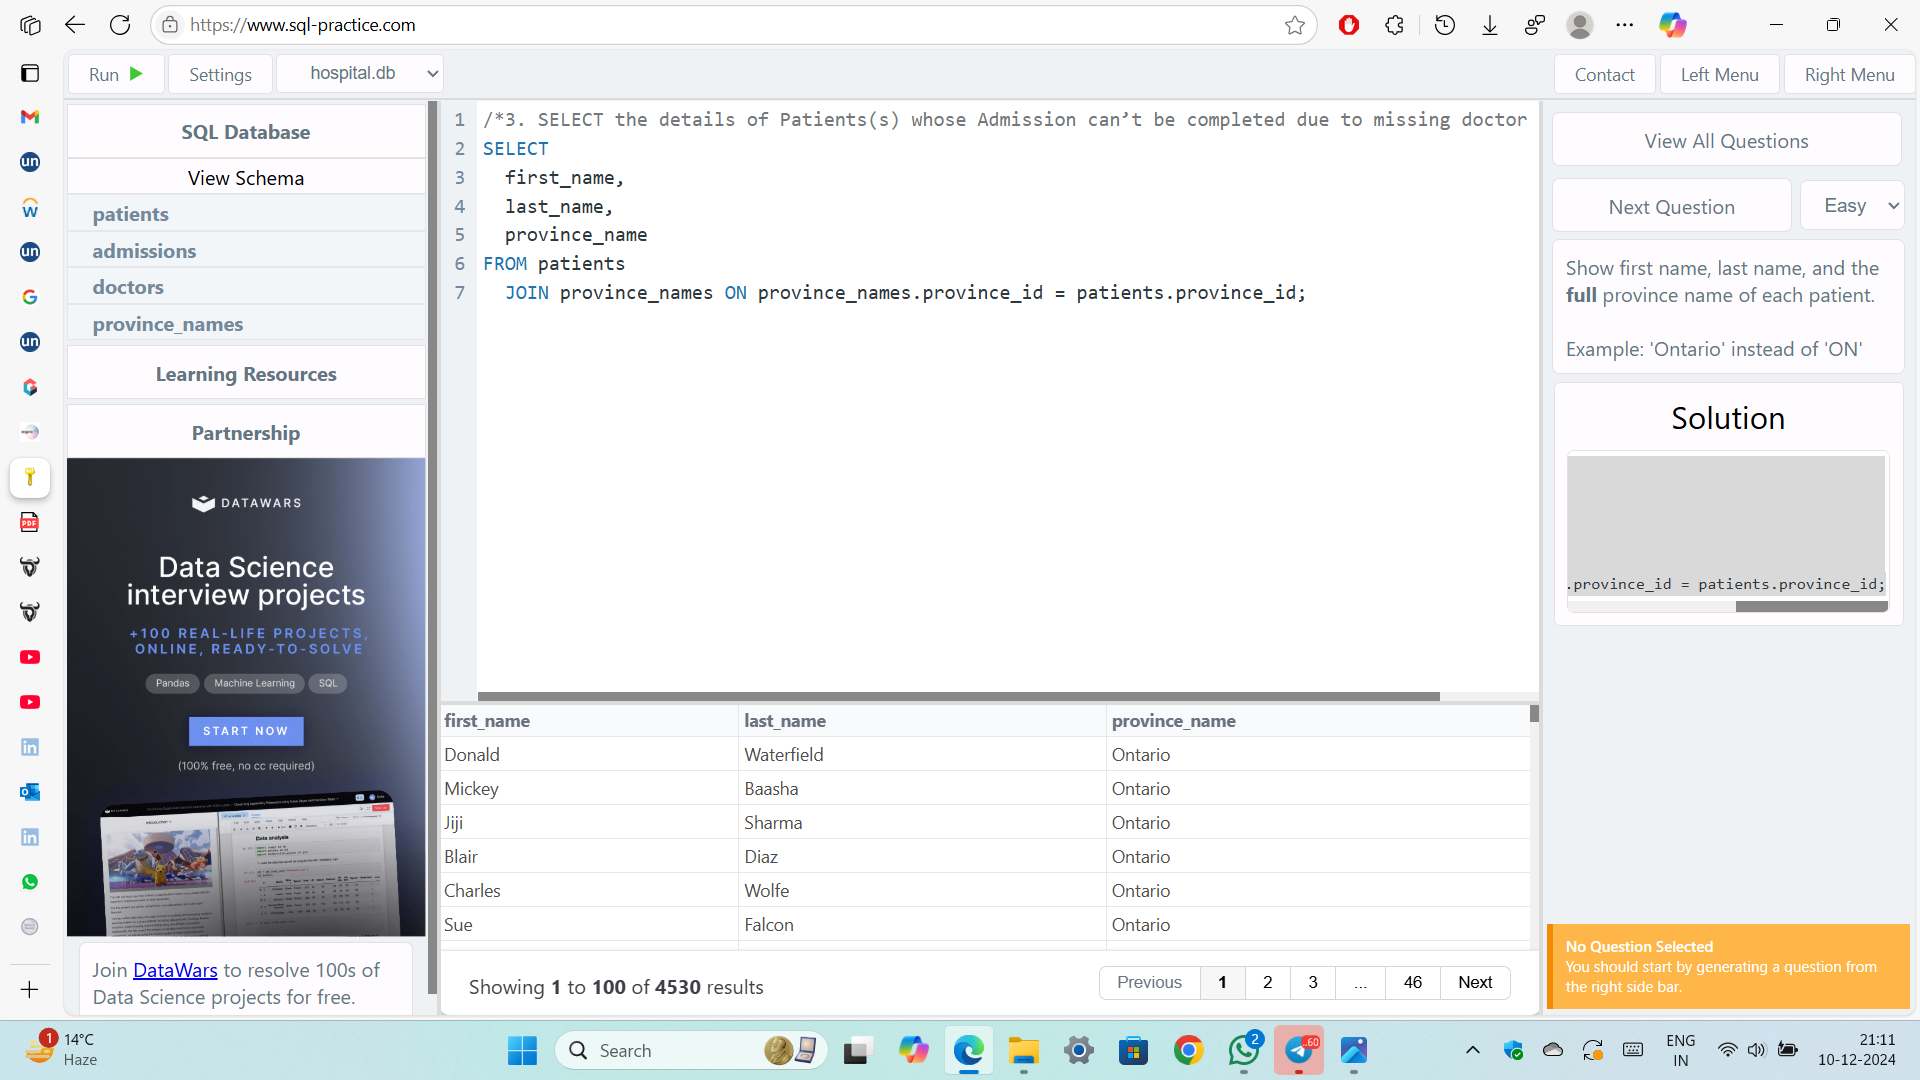 https://www.sql-practice.com
Run
Settings
hospital.db
Contact
Left Menu
Right Menu
SQL Database
View Schema
patients
admissions
doctors
province_names
Learning Resources
Partnership
DATAWARS
Data Science
interview projects
+100 REAL-LIFE PROJECTS,
ONLINE, READY-TO-SOLVE
Pandas
Machine Learning
SQL
START NOW
(100% free, no cc required)
Data analysis
Join DataWars to resolve 100s of
Data Science projects for free.
1 /*3. SELECT the details of Patients(s) whose Admission can’t be completed due to missing doctor
2 SELECT
3 first_name,
4 last_name,
5 province_name
6 FROM patients
7 JOIN province_names ON province_names.province_id = patients.province_id;
first_name last_name province_name
Donald Waterfield Ontario
Mickey Baasha Ontario
Jiji Sharma Ontario
Blair Diaz Ontario
Charles Wolfe Ontario
Sue Falcon Ontario
Showing 1 to 100 of 4530 results
Previous 1 2 3 ... 46 Next
View All Questions
Next Question
Easy
Show first name, last name, and the
full province name of each patient.
Example: 'Ontario' instead of 'ON'
Solution
.province_id = patients.province_id;
No Question Selected
You should start by generating a question from
the right side bar.
1
14°C
Haze
Search
2
..60
ENG
IN
21:11
10-12-2024